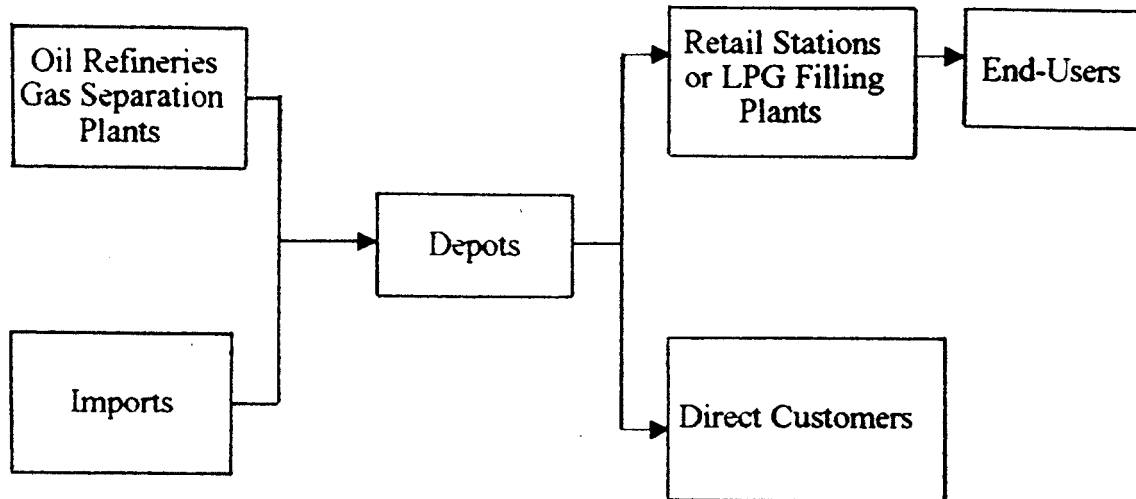 Oil Refineries
Gas Separation
Plants
Retail Stations
or LPG Filling
Plants
End-Users
Depots
Imports
Direct Customers